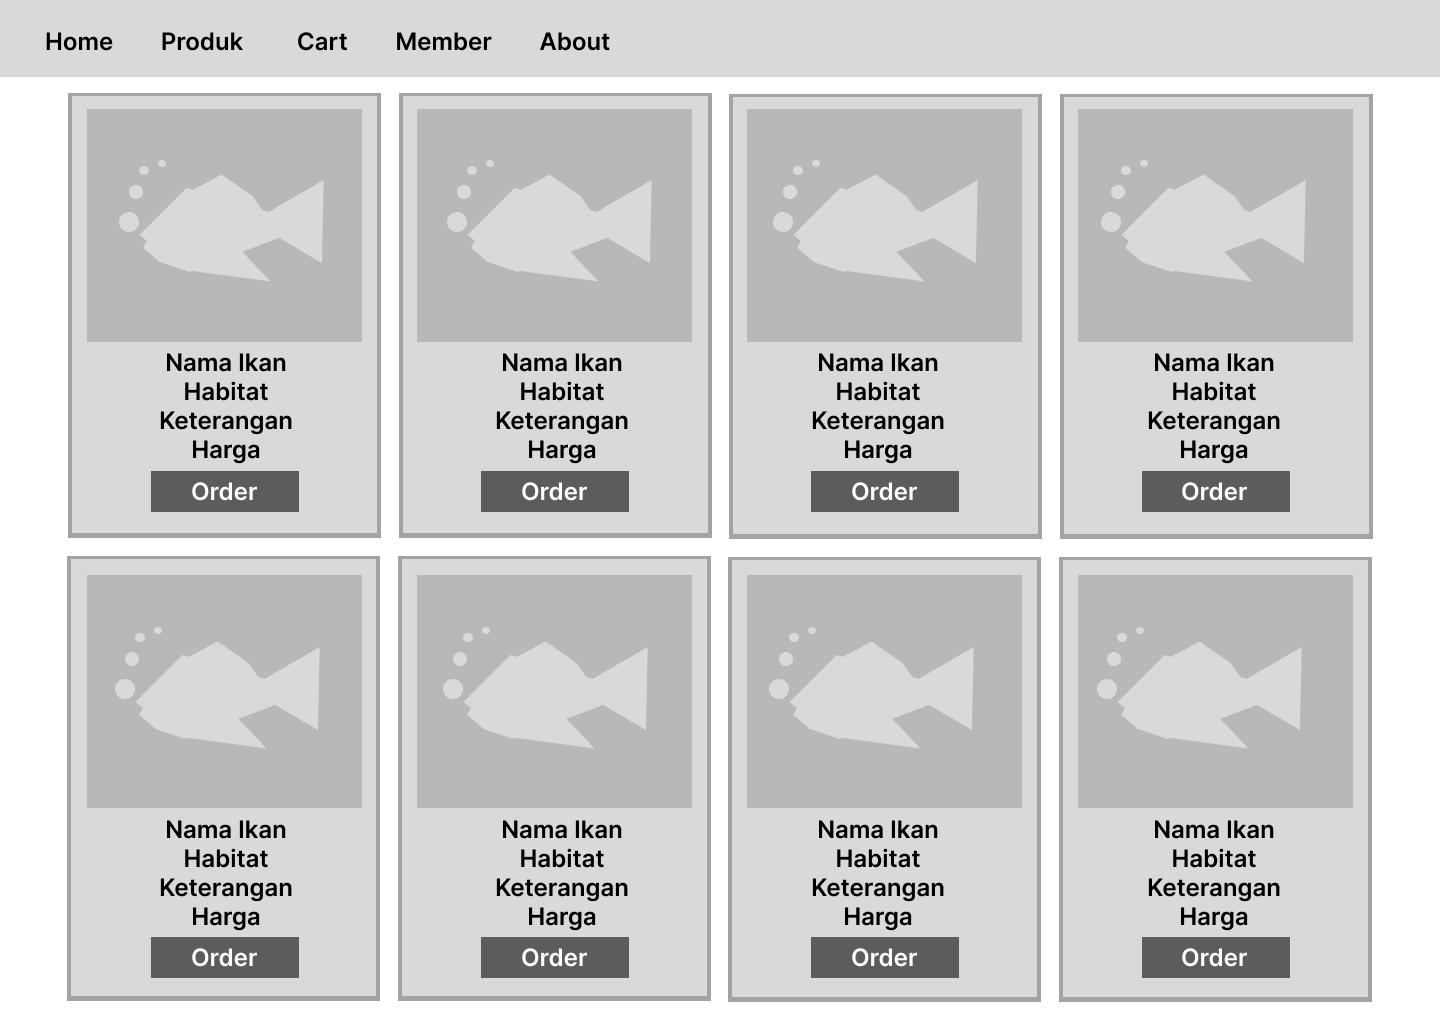 Home Produk Cart Member About
Nama Ikan
Habitat
Keterangan
Harga
Order
Nama Ikan
Habitat
Keterangan
Harga
Order
Nama Ikan
Habitat
Keterangan
Harga
Order
Nama Ikan
Habitat
Keterangan
Harga
Order
Nama Ikan
Habitat
Keterangan
Harga
Order
Nama Ikan
Habitat
Keterangan
Harga
Order
Nama Ikan
Habitat
Keterangan
Harga
Order
Nama Ikan
Habitat
Keterangan
Harga
Order